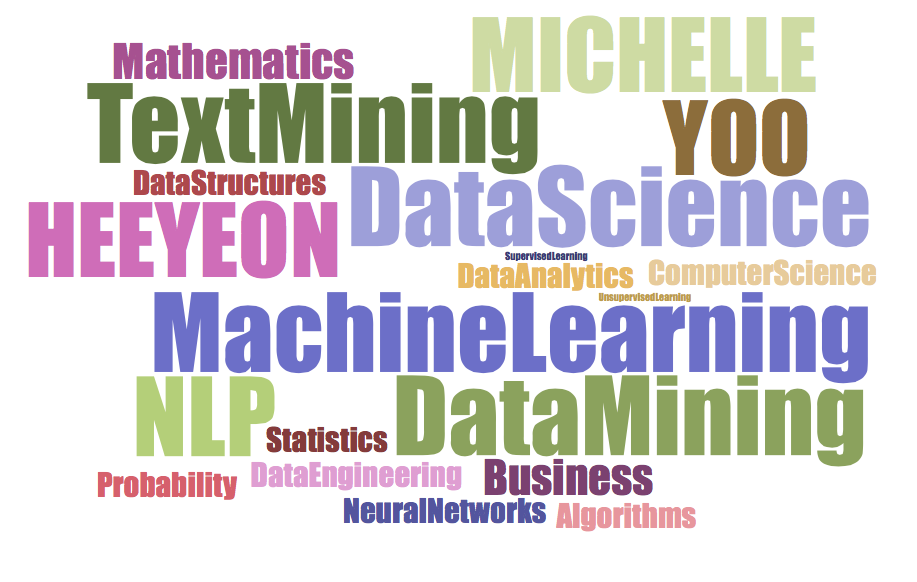 MICHELLE
Mathematics
TextMining
YOO
DataStructures
DataScience
HEEYEON
SupervisedLearning
DataAnalytics
ComputerScience
UnsupervisedLearning
MachineLearning
NLP
DataMining
Statistics
DataEngineering
Business
Probability
NeuralNetworks
Algorithms